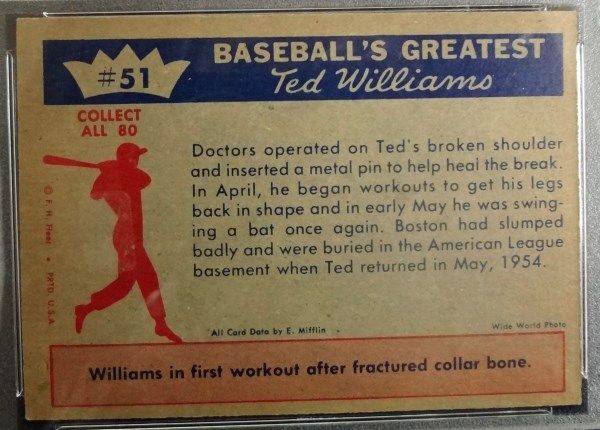 #51
BASEBALL'S GREATEST
Ted Williams
COLLECT
ALL 80
Doctors operated on Ted's broken shoulder
and inserted a metal pin to help heal the break.
In April, he began workouts to get his legs
back in shape and in early May he was swing-
ing a bat once again. Boston had slumped
badly and were buried in the American League
basement when Ted returned in May, 1954.
© F. H. Fleer • PRTD. U.S.A.
All Card Data by E. Mifflin
Wide World Photo
Williams in first workout after fractured collar bone.